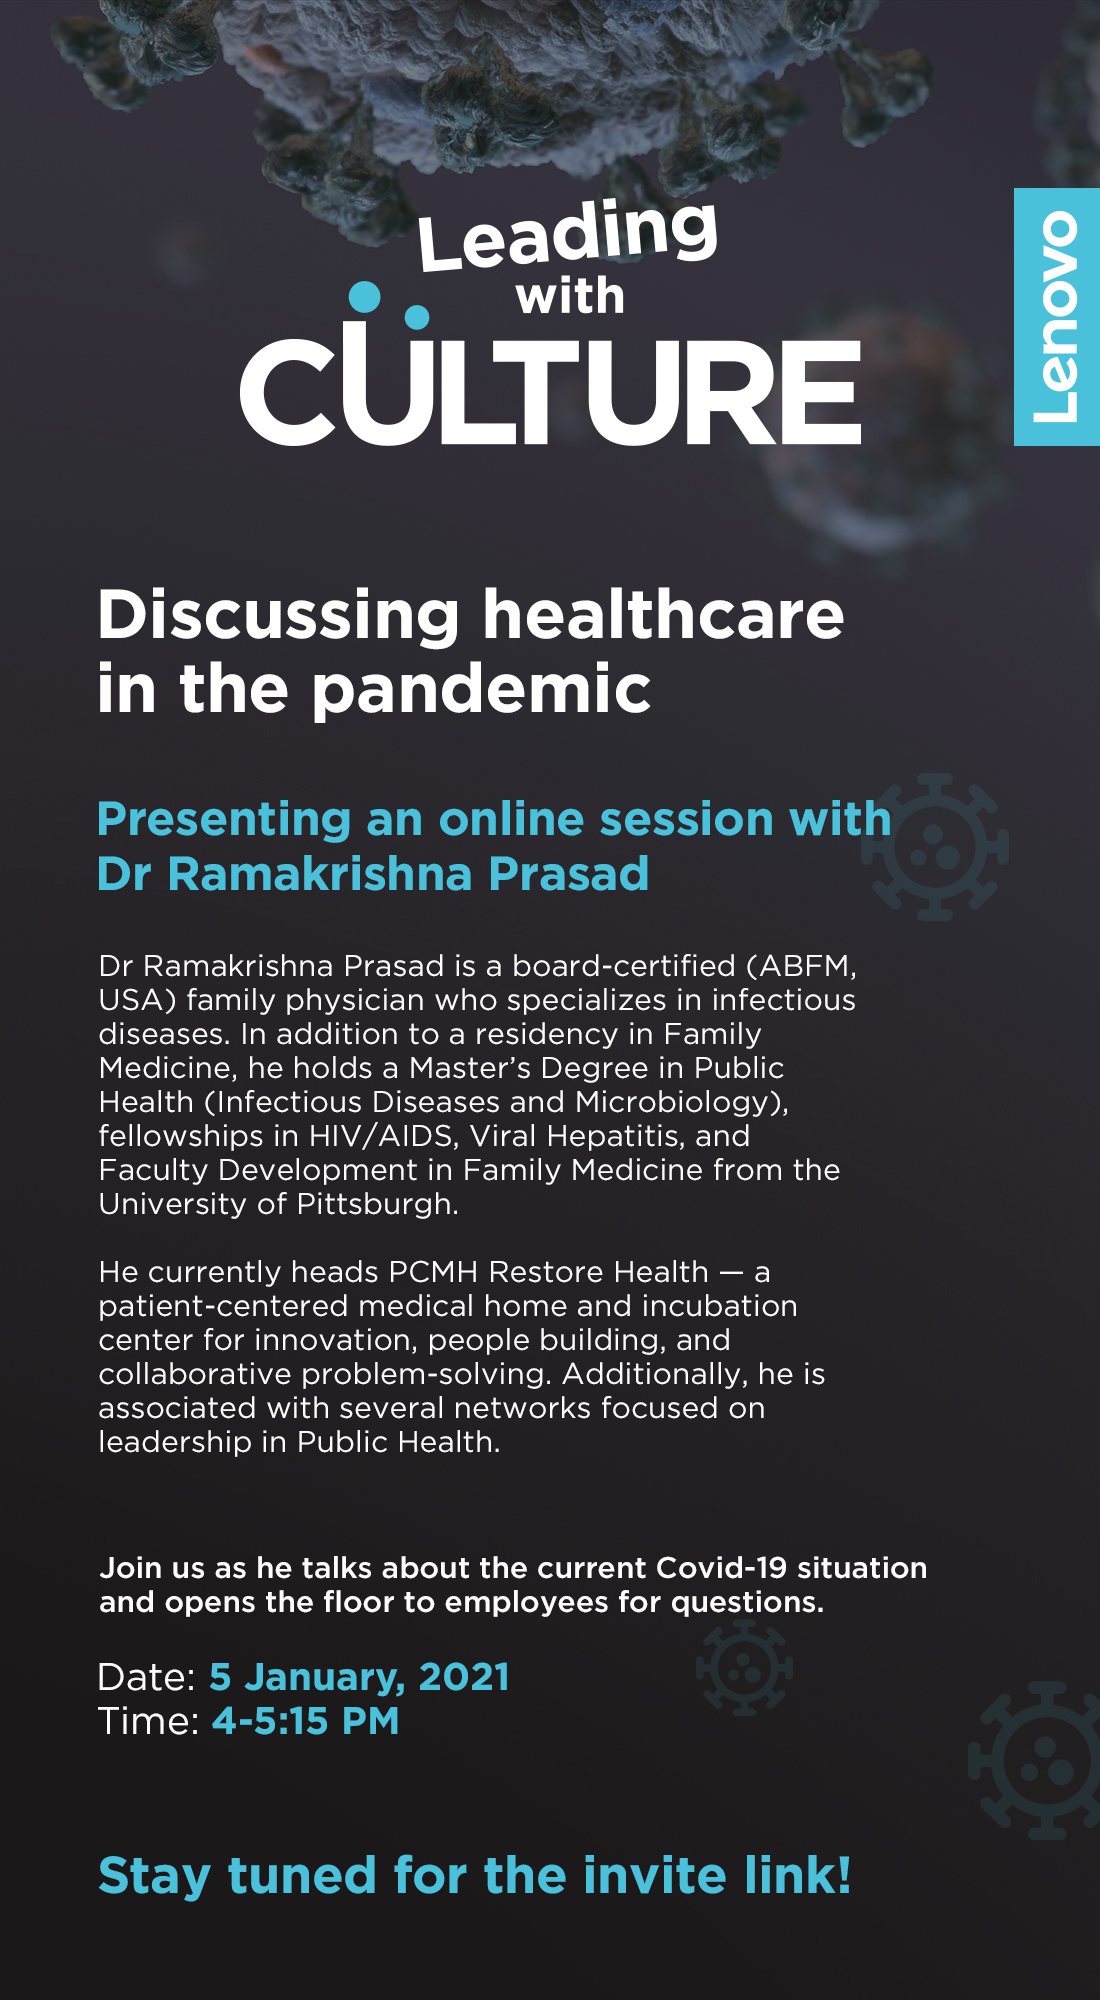 Leading
with
CULTURE
Lenovo
Discussing healthcare
in the pandemic
Presenting an online session with
Dr Ramakrishna Prasad
Dr Ramakrishna Prasad is a board-certified (ABFM,
USA) family physician who specializes in infectious
diseases. In addition to a residency in Family
Medicine, he holds a Master’s Degree in Public
Health (Infectious Diseases and Microbiology),
fellowships in HIV/AIDS, Viral Hepatitis, and
Faculty Development in Family Medicine from the
University of Pittsburgh.
He currently heads PCMH Restore Health — a
patient-centered medical home and incubation
center for innovation, people building, and
collaborative problem-solving. Additionally, he is
associated with several networks focused on
leadership in Public Health.
Join us as he talks about the current Covid-19 situation
and opens the floor to employees for questions.
Date: 5 January, 2021
Time: 4-5:15 PM
Stay tuned for the invite link!